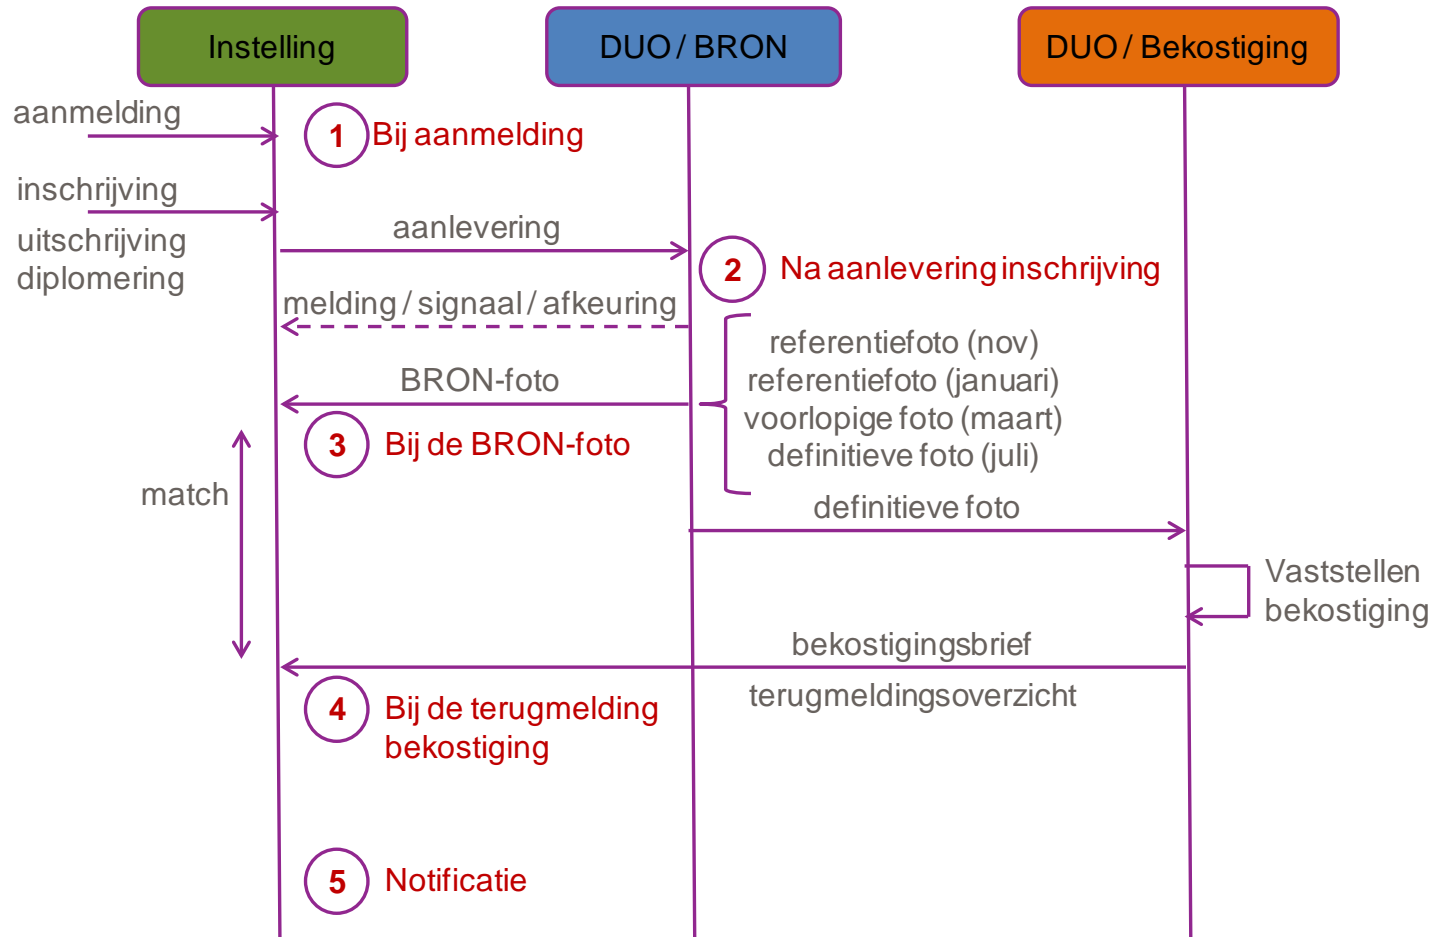 Instelling
DUO / BRON
DUO / Bekostiging
aanmelding
1 Bij aanmelding
inschrijving
uitschrijving
diplomering
aanlevering
2 Na aanlevering inschrijving
melding / signaal / afkeuring
referentiefoto (nov)
referentiefoto (januari)
voorlopige foto (maart)
definitieve foto (juli)
BRON-foto
3 Bij de BRON-foto
match
definitieve foto
Vaststellen
bekostiging
bekostigingsbrief
terugmeldingsoverzicht
4 Bij de terugmelding
bekostiging
5 Notificatie